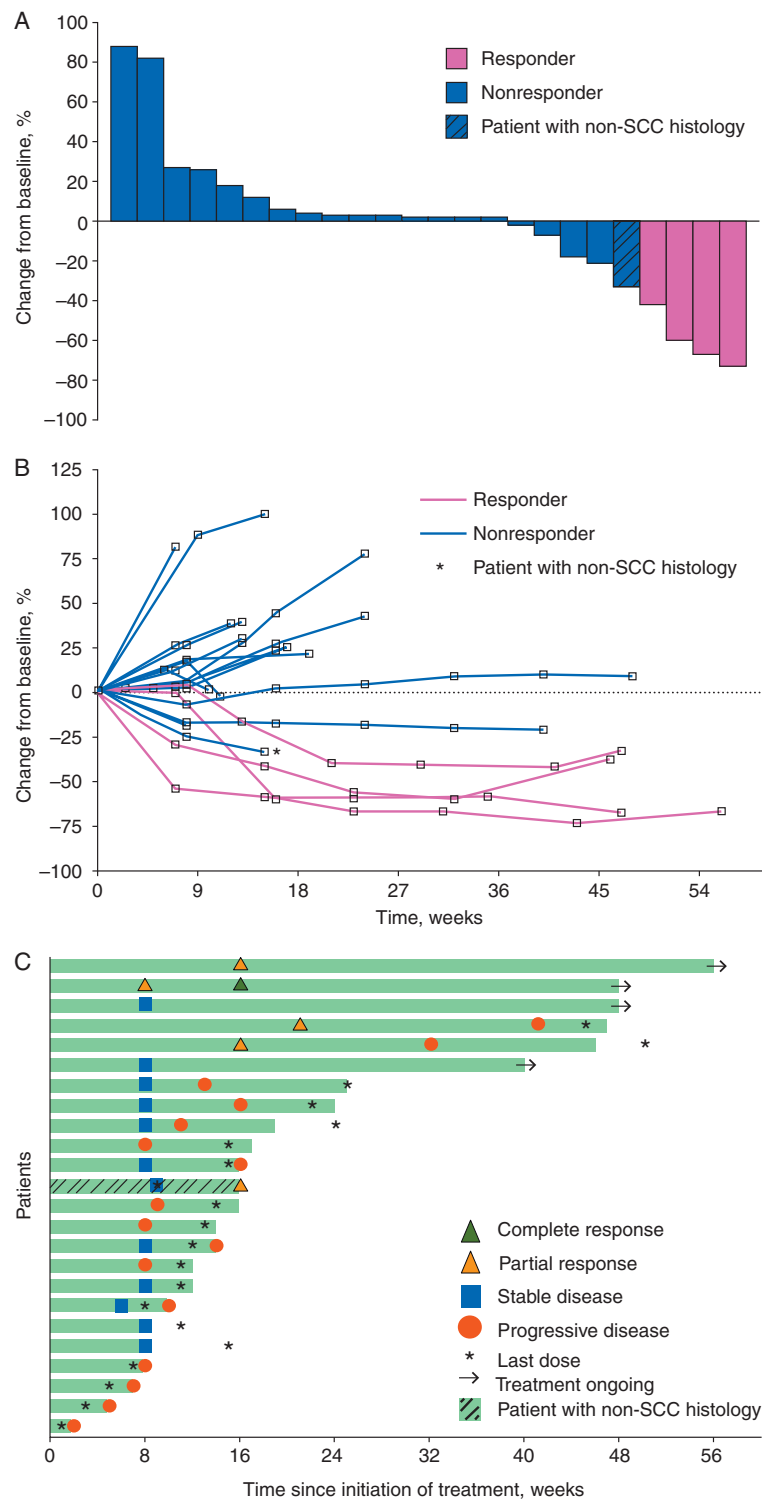 A
100
80
60
40
20
0
–20
–40
–60
–80
–100
Change from baseline, %
Responder
Nonresponder
Patient with non-SCC histology
B
125
100
75
50
25
0
–25
–50
–75
–100
Change from baseline, %
Responder
Nonresponder
* Patient with non-SCC histology
*
0 9 18 27 36 45 54
Time, weeks
C
Patients
Complete response
Partial response
Stable disease
Progressive disease
* Last dose
Treatment ongoing
Patient with non-SCC histology
0 8 16 24 32 40 48 56
Time since initiation of treatment, weeks